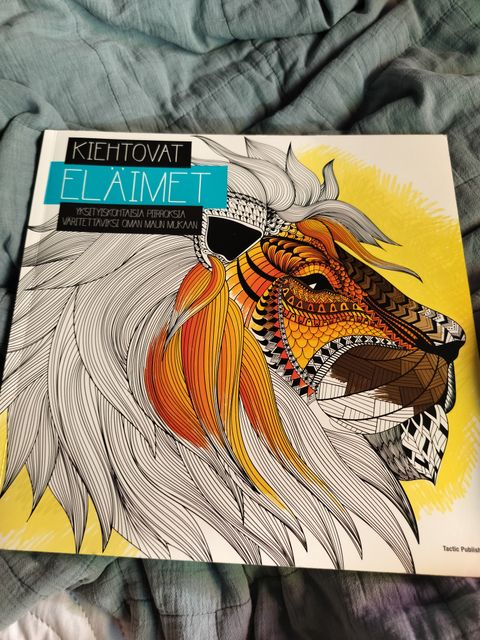 KIEHTOVAT
ELÄIMET
YKSITYISKOHTAISIA PIIRROKSIA
VÄRITETTÄVIKSI OMAN MAUN MUKAAN
Tactic Publish